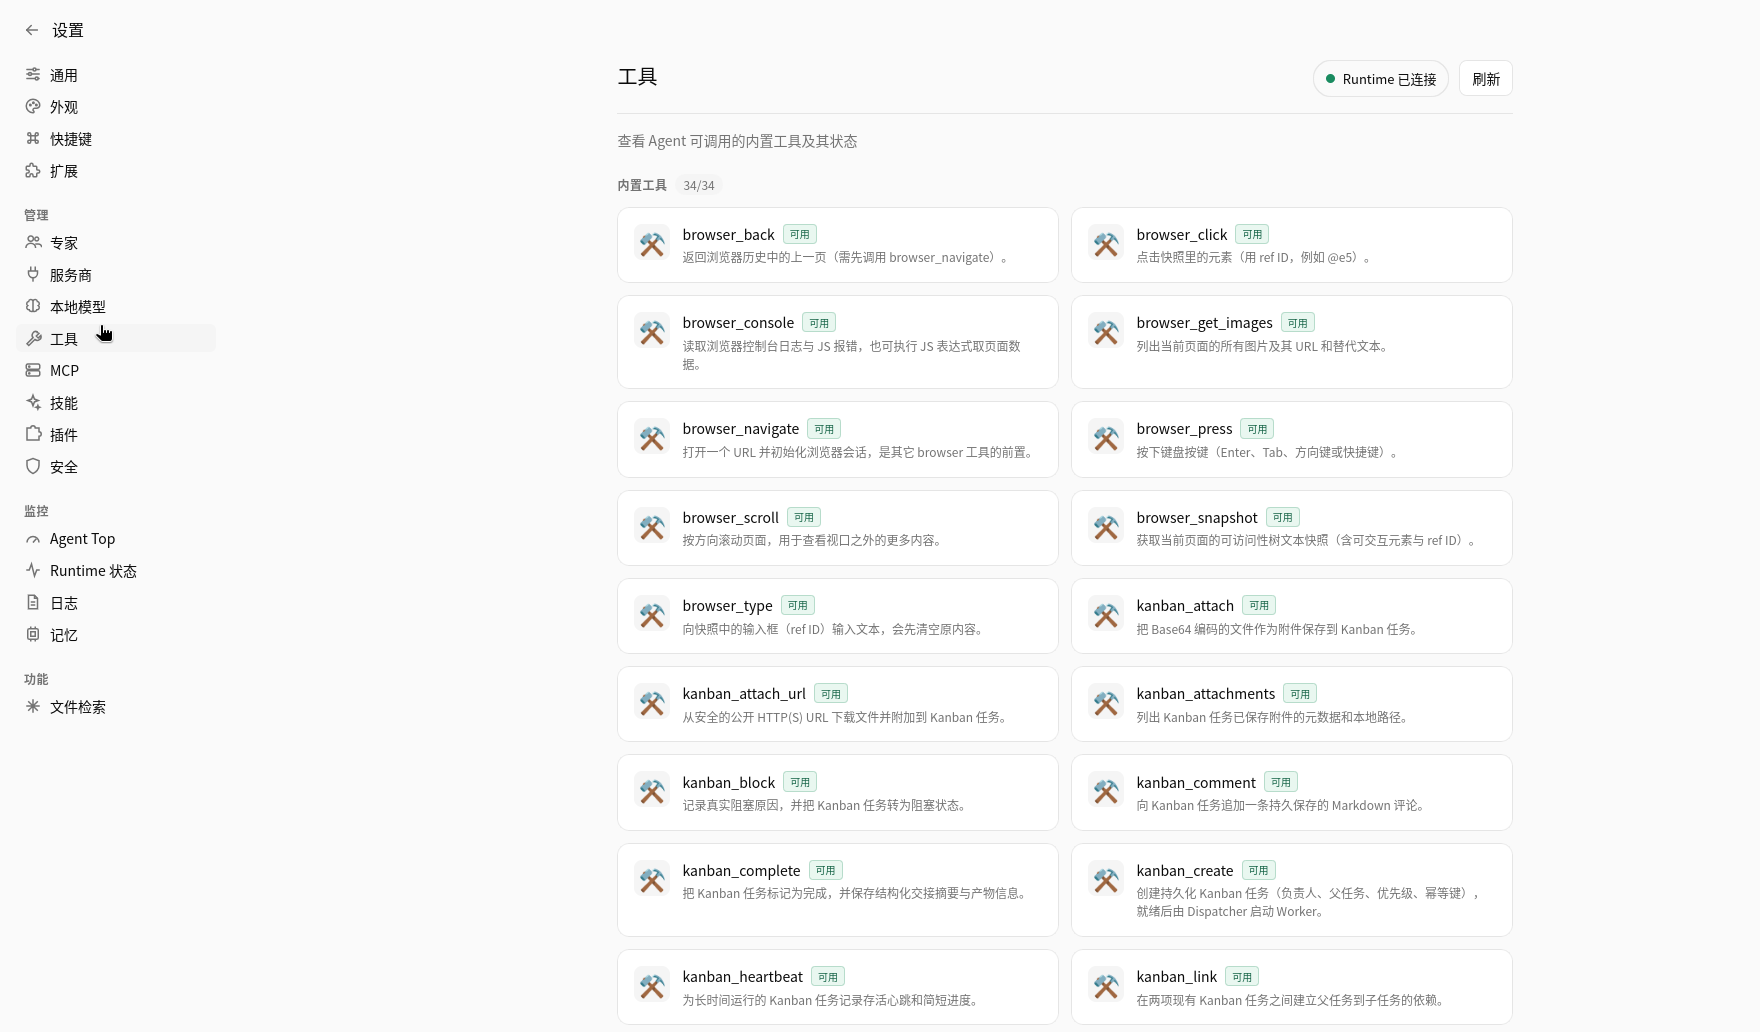 设置
通用
外观
快捷键
扩展
管理
专家
服务商
本地模型
工具
MCP
技能
插件
安全
监控
Agent Top
Runtime 状态
日志
记忆
功能
文件检索
工具
Runtime 已连接
刷新
查看 Agent 可调用的内置工具及其状态
内置工具 34/34
browser_back 可用
返回浏览器历史中的上一页（需先调用 browser_navigate）。
browser_click 可用
点击快照里的元素（用 ref ID，例如 @e5）。
browser_console 可用
读取浏览器控制台日志与 JS 报错，也可执行 JS 表达式取页面数
据。
browser_get_images 可用
列出当前页面的所有图片及其 URL 和替代文本。
browser_navigate 可用
打开一个 URL 并初始化浏览器会话，是其它 browser 工具的前置。
browser_press 可用
按下键盘按键（Enter、Tab、方向键或快捷键）。
browser_scroll 可用
按方向滚动页面，用于查看视口之外的更多内容。
browser_snapshot 可用
获取当前页面的可访问性树文本快照（含可交互元素与 ref ID）。
browser_type 可用
向快照中的输入框（ref ID）输入文本，会先清空原内容。
kanban_attach 可用
把 Base64 编码的文件作为附件保存到 Kanban 任务。
kanban_attach_url 可用
从安全的公开 HTTP(S) URL 下载文件并附加到 Kanban 任务。
kanban_attachments 可用
列出 Kanban 任务已保存附件的元数据和本地路径。
kanban_block 可用
记录真实阻塞原因，并把 Kanban 任务转为阻塞状态。
kanban_comment 可用
向 Kanban 任务追加一条持久保存的 Markdown 评论。
kanban_complete 可用
把 Kanban 任务标记为完成，并保存结构化交接摘要与产物信息。
kanban_create 可用
创建持久化 Kanban 任务（负责人、父任务、优先级、幂等键），
就绪后由 Dispatcher 启动 Worker。
kanban_heartbeat 可用
为长时间运行的 Kanban 任务记录存活心跳和简短进度。
kanban_link 可用
在两项现有 Kanban 任务之间建立父任务到子任务的依赖。